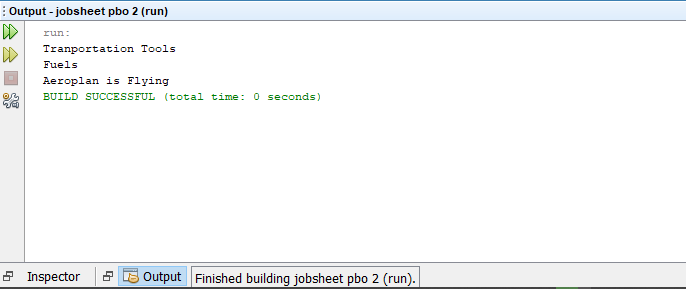 Output - jobsheet pbo 2 (run)
run:
Tranportation Tools
Fuels
Aeroplan is Flying
BUILD SUCCESSFUL (total time: 0 seconds)
Inspector
Output
Finished building jobsheet pbo 2 (run).